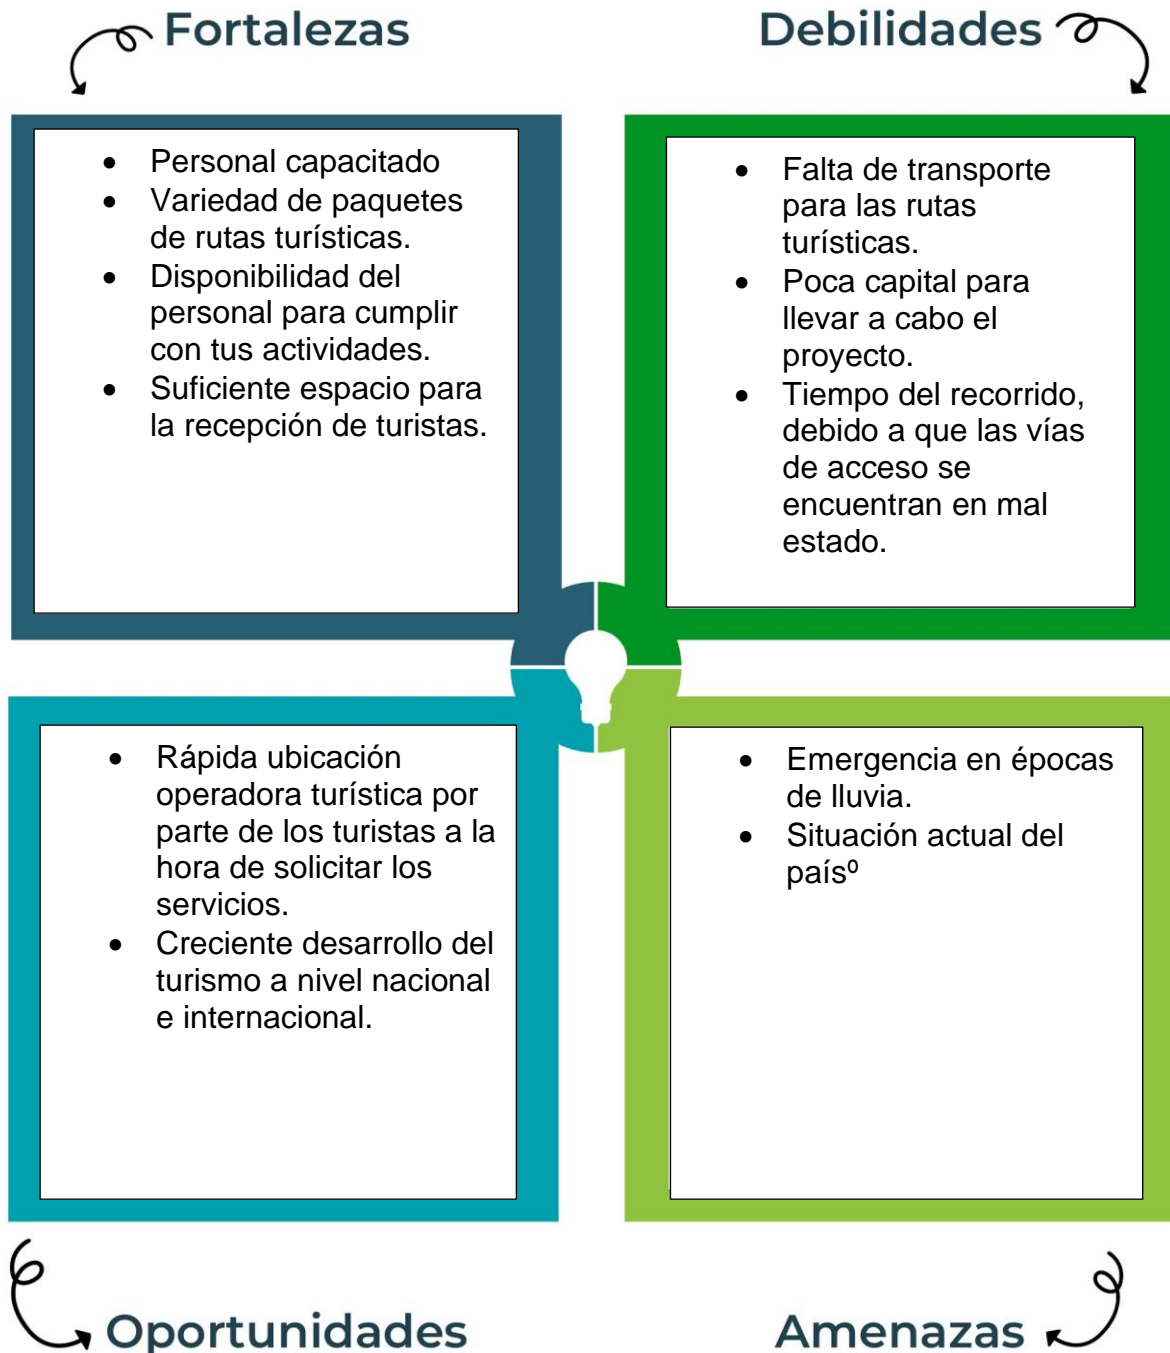 Fortalezas
• Personal capacitado
• Variedad de paquetes
de rutas turísticas.
• Disponibilidad del
personal para cumplir
con tus actividades.
• Suficiente espacio para
la recepción de turistas.
Debilidades
• Falta de transporte
para las rutas
turísticas.
• Poca capital para
llevar a cabo el
proyecto.
• Tiempo del recorrido,
debido a que las vías
de acceso se
encuentran en mal
estado.
• Rápida ubicación
operadora turística por
parte de los turistas a la
hora de solicitar los
servicios.
• Creciente desarrollo del
turismo a nivel nacional
e internacional.
Oportunidades
• Emergencia en épocas
de lluvia.
• Situación actual del
país⁰
Amenazas